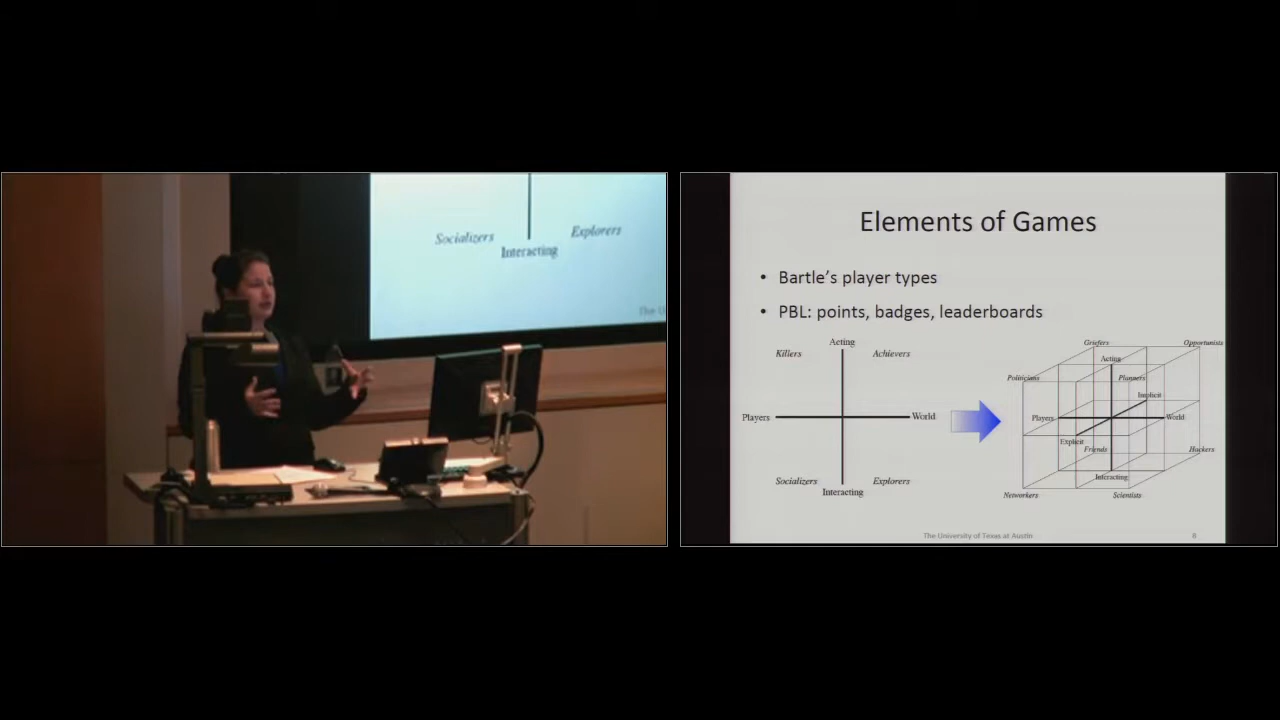 Socializers
Explorers
Interacting
Elements of Games
• Bartle's player types
• PBL: points, badges, leaderboards
Acting
Killers
Achievers
Players
World
Socializers
Explorers
Interacting
Griefers
Opportunists
Acting
Politicians
Planners
Implicit
Players
World
Explicit
Friends
Hackers
Interacting
Networkers
Scientists
The University of Texas at Austin
8